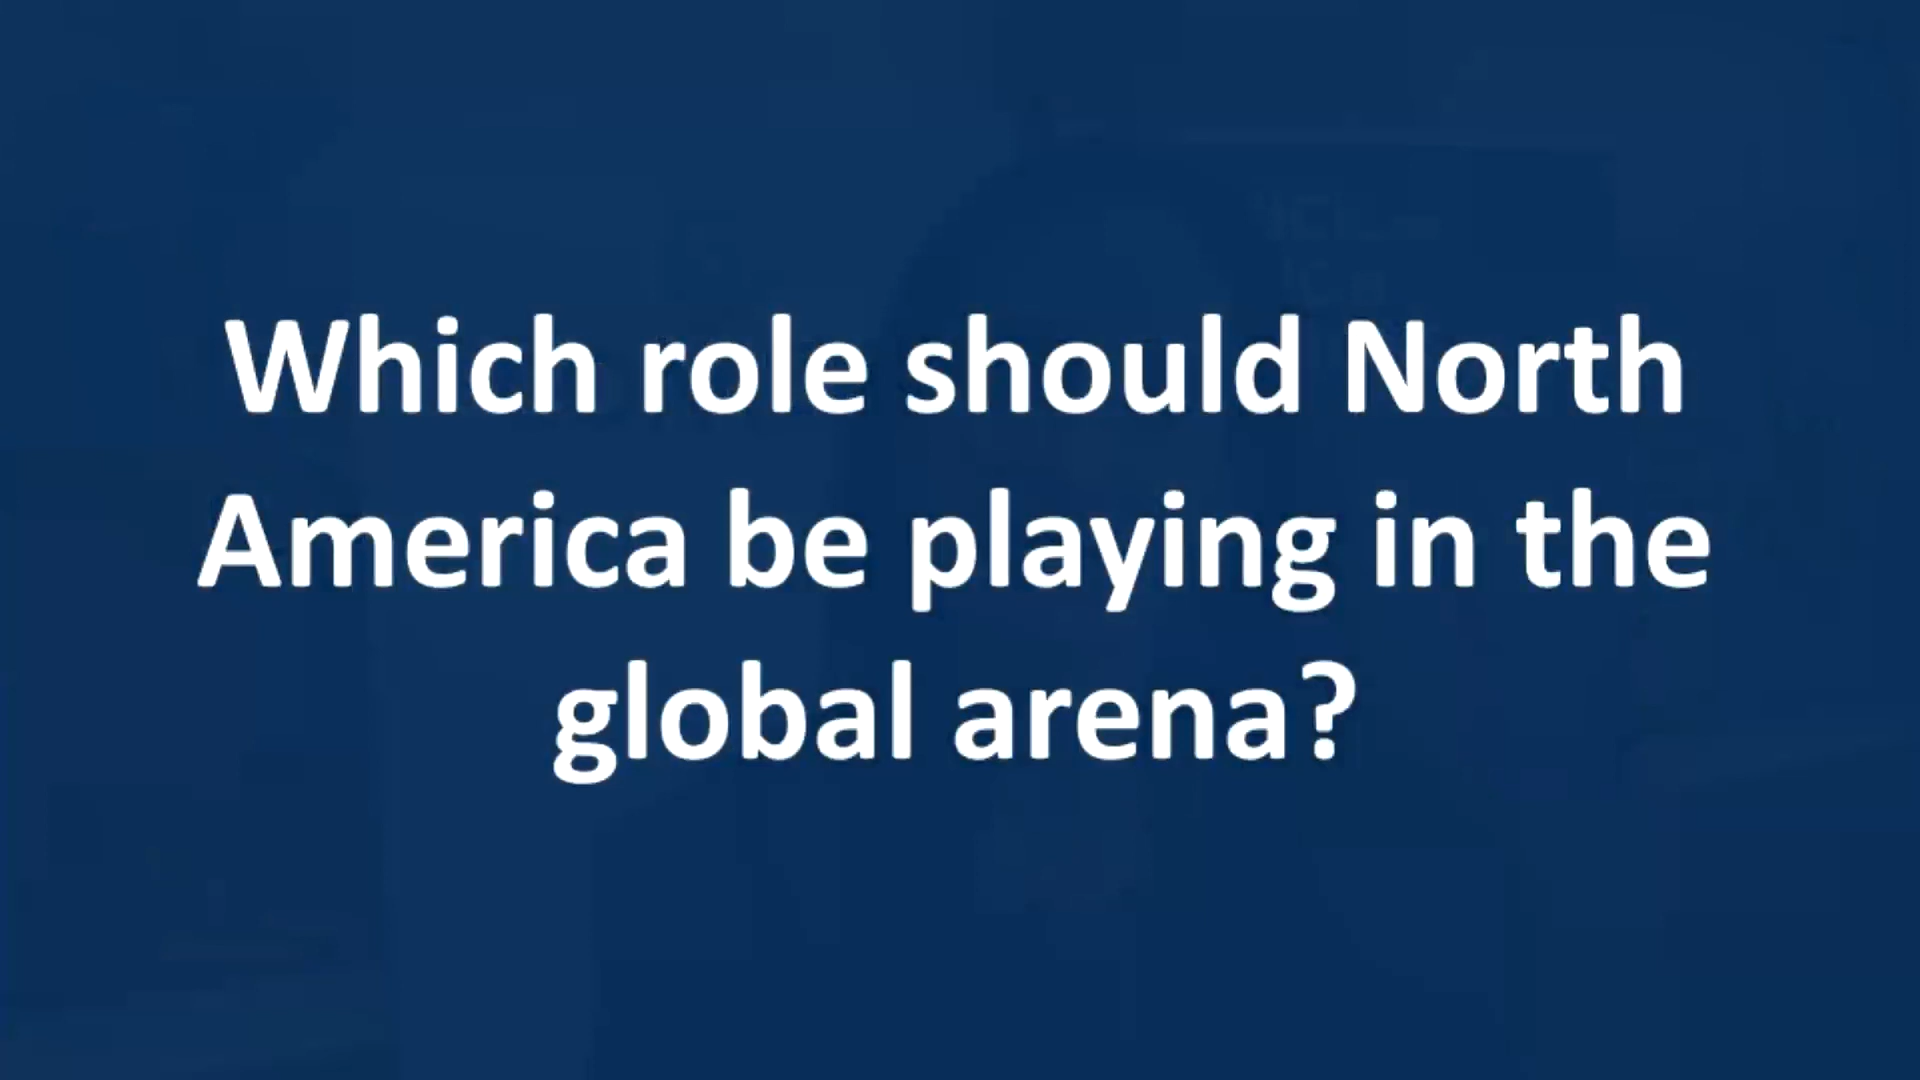 Which role should North
America be playing in the
global arena?